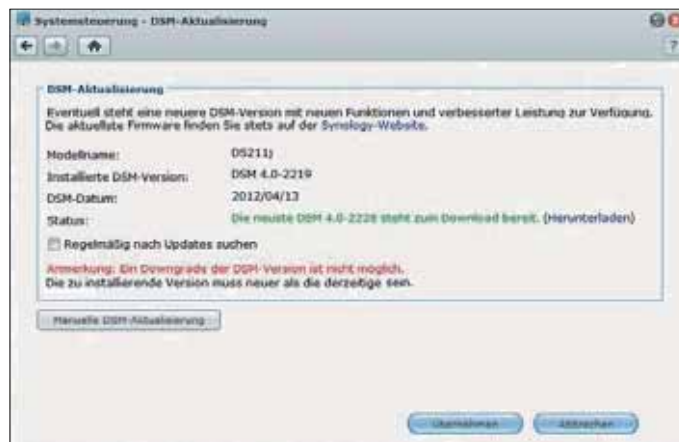 Systemsteuerung - DSM-Aktualisierung
?
DSM-Aktualisierung
Eventuell steht eine neuere DSM-Version mit neuen Funktionen und verbesserter Leistung zur Verfügung.
Die aktuellste Firmware finden Sie stets auf der Synology-Website.
Modellname: DS211j
Installierte DSM-Version: DSM 4.0-2219
DSM-Datum: 2012/04/13
Status: Die neuste DSM 4.0-2228 steht zum Download bereit. (Herunterladen)
Regelmäßig nach Updates suchen
Anmerkung: Ein Downgrade der DSM-Version ist nicht möglich.
Die zu installierende Version muss neuer als die derzeitige sein.
Manuelle DSM-Aktualisierung
Übernehmen Abbrechen